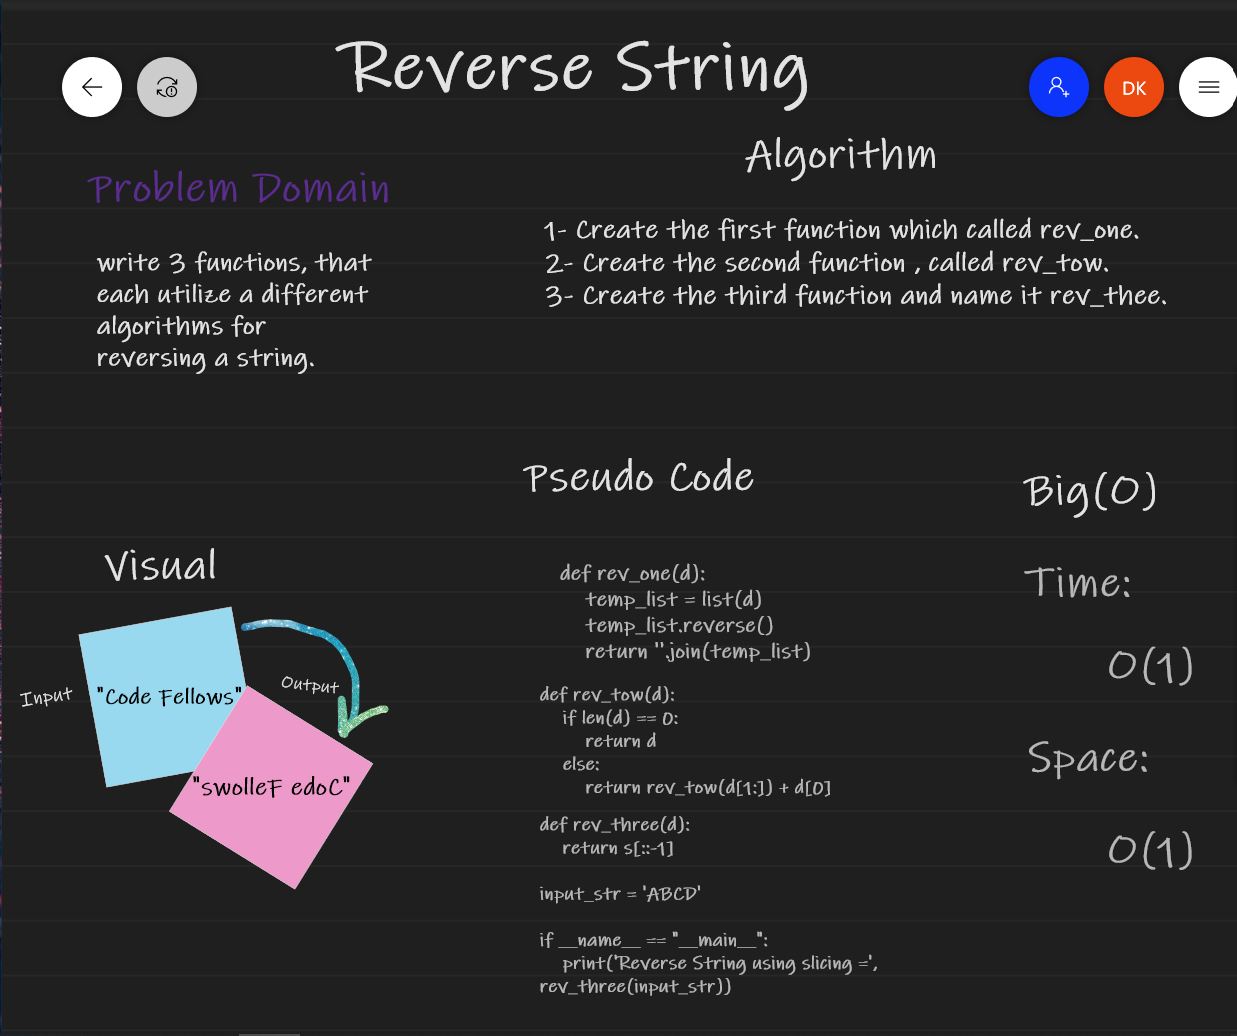 Reverse String
DK
Algorithm
Problem Domain
1- Create the first function which called rev_one.
2- Create the second function , called rev_tow.
3- Create the third function and name it rev_thee.
write 3 functions, that
each utilize a different
algorithms for
reversing a string.
Pseudo Code
def rev_one(d):
temp_list = list(d)
temp_list.reverse()
return ''.join(temp_list)
def rev_tow(d):
if len(d) == 0:
return d
else:
return rev_tow(d[1:]) + d[0]
def rev_three(d):
return s[::-1]
input_str = 'ABCD'
if __name__ == "__main__":
print('Reverse String using slicing =',
rev_three(input_str))
Big(O)
Time:
O(1)
Space:
O(1)
Visual
Input
"Code Fellows"
Output
"swolleF edoC"